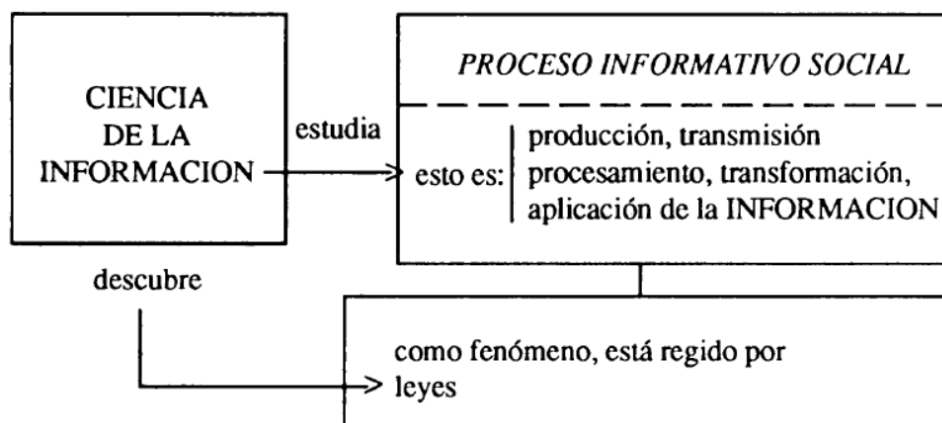 CIENCIA
DE LA
INFORMACION
estudia
PROCESO INFORMATIVO SOCIAL
esto es:
producción, transmisión
procesamiento, transformación,
aplicación de la INFORMACION
descubre
como fenómeno, está regido por
leyes